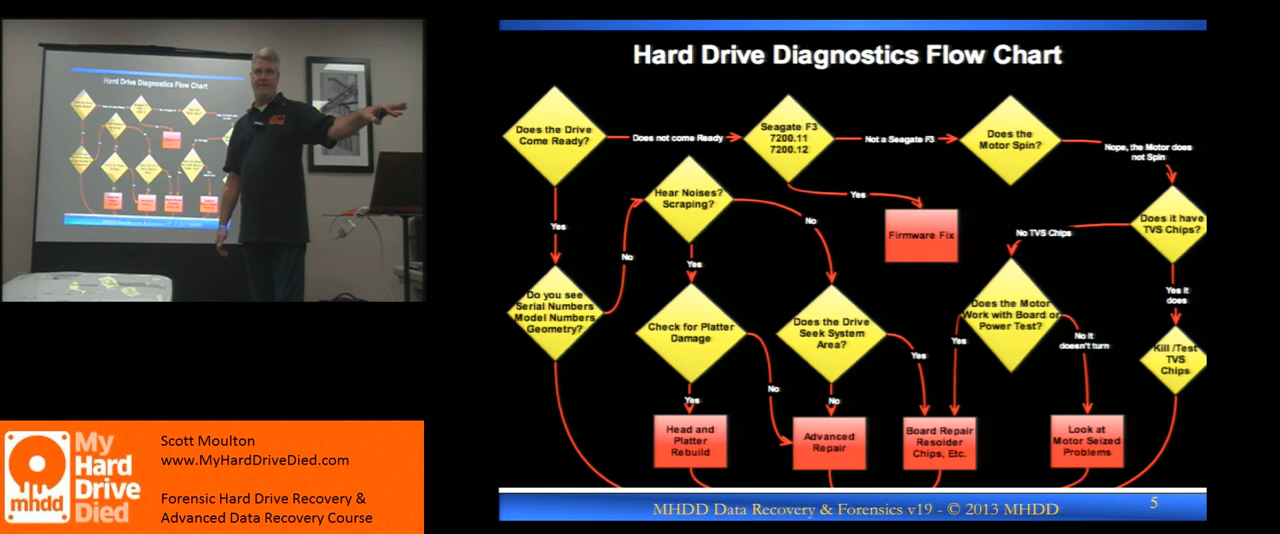 Hard Drive Diagnostics Flow Chart
Hard Drive Diagnostics Flow Chart
Does the Drive
Come Ready?
Does not come Ready
Seagate F3
7200.11
7200.12
Not a Seagate F3
Does the
Motor Spin?
Nope, the Motor does
not Spin
Yes
Hear Noises?
Scraping?
No
Yes
Firmware Fix
No TVS Chips
Does it have
TVS Chips?
No
Yes
Do you see
Serial Numbers
Model Numbers
Geometry?
Check for Platter
Damage
Does the Drive
Seek System
Area?
Does the Motor
Work with Board or
Power Test?
Yes it
does
Kill /Test
TVS
Chips
Yes
Yes
No it
doesn't turn
Yes
No
No
Head and
Platter
Rebuild
Advanced
Repair
Board Repair
Resolder
Chips, Etc.
Look at
Motor Seized
Problems
MHDD Data Recovery & Forensics v19 - © 2013 MHDD
5
mhdd
My
Hard
Drive
Died
Scott Moulton
www.MyHardDriveDied.com
Forensic Hard Drive Recovery &
Advanced Data Recovery Course